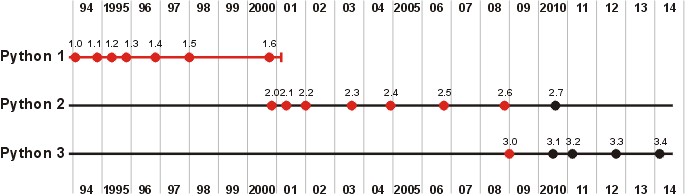 94 1995 96 97 98 99 2000 01 02 03 04 2005 06 07 08 09 2010 11 12 13 14
1.0 1.1 1.2 1.3 1.4 1.5 1.6
Python 1
2.0 2.1 2.2 2.3 2.4 2.5 2.6 2.7
Python 2
3.0 3.1 3.2 3.3 3.4
Python 3
94 1995 96 97 98 99 2000 01 02 03 04 2005 06 07 08 09 2010 11 12 13 14